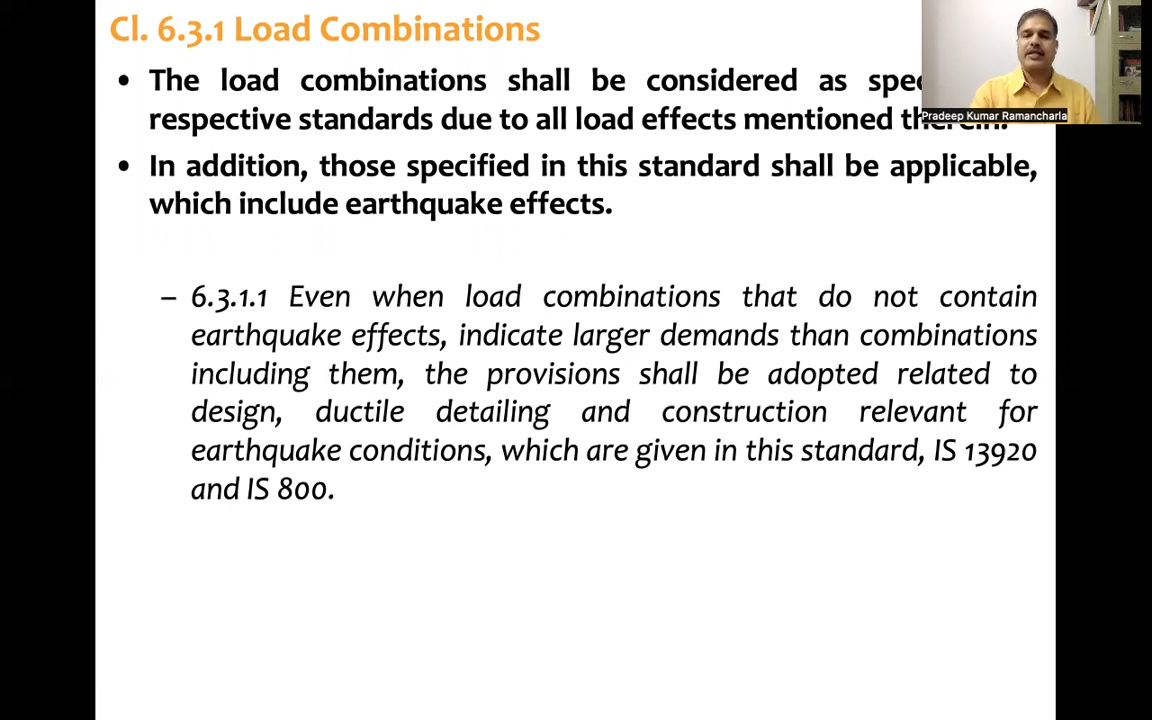 Cl. 6.3.1 Load Combinations
• The load combinations shall be considered as
respective standards due to all load effects mentioned
Pradeep Kumar Ramancharla
• In addition, those specified in this standard shall be applicable,
which include earthquake effects.
– 6.3.1.1 Even when load combinations that do not contain
earthquake effects, indicate larger demands than combinations
including them, the provisions shall be adopted related to
design, ductile detailing and construction relevant for
earthquake conditions, which are given in this standard, IS 13920
and IS 800.